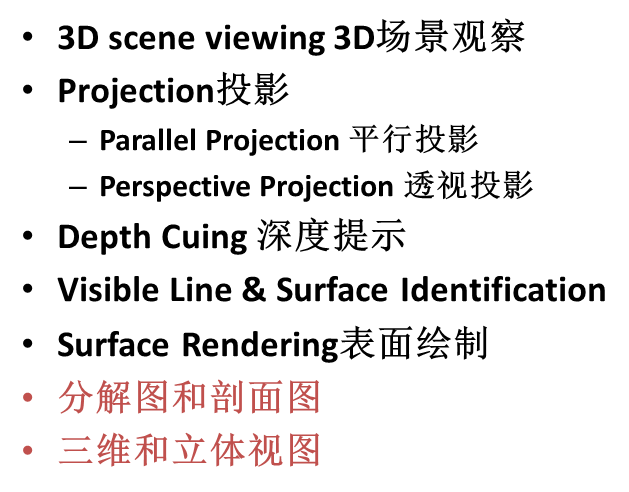 • 3D scene viewing 3D场景观察
• Projection投影
– Parallel Projection 平行投影
– Perspective Projection 透视投影
• Depth Cuing 深度提示
• Visible Line & Surface Identification
• Surface Rendering表面绘制
• 分解图和剖面图
• 三维和立体视图